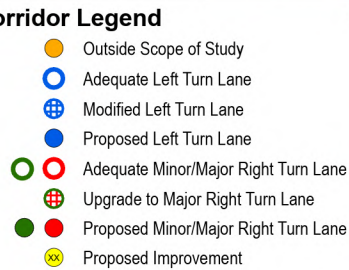 orridor Legend
Outside Scope of Study
Adequate Left Turn Lane
Modified Left Turn Lane
Proposed Left Turn Lane
Adequate Minor/Major Right Turn Lane
Upgrade to Major Right Turn Lane
Proposed Minor/Major Right Turn Lane
xx Proposed Improvement